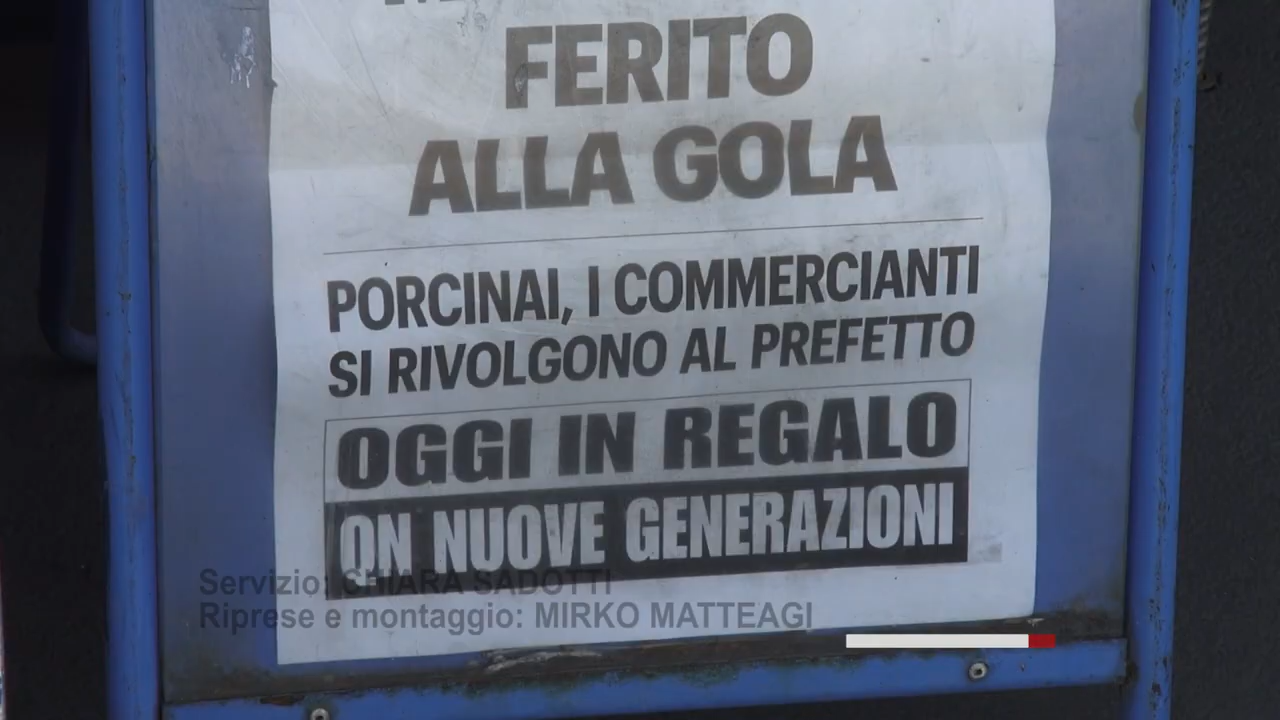 FERITO
ALLA GOLA
PORCINAI, I COMMERCIANTI
SI RIVOLGONO AL PREFETTO
OGGI IN REGALO
QN NUOVE GENERAZIONI
Servizio: CHIARA SADOTTI
Riprese e montaggio: MIRKO MATTEAGI